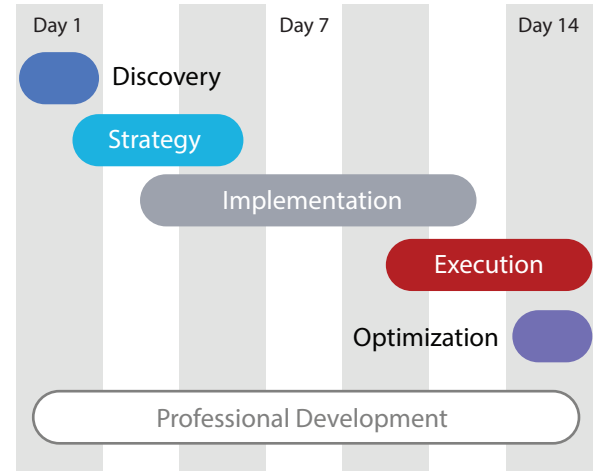 Day 1 Day 7 Day 14
Discovery
Strategy
Implementation
Execution
Optimization
Professional Development